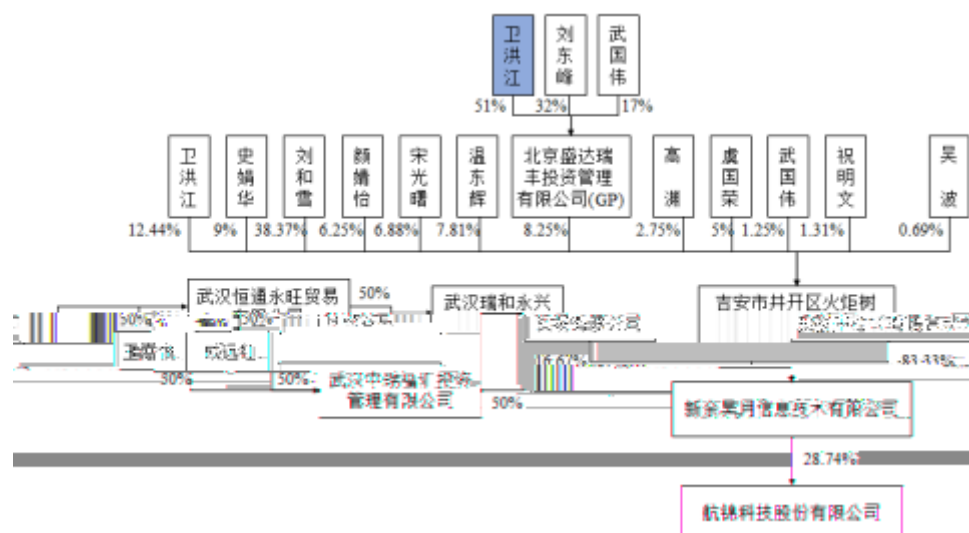 卫洪江
刘东峰
武国伟
51%
32%
17%
卫洪江
史娟华
刘和雪
颜婧怡
宋光曙
温东辉
北京盛达瑞
丰投资管理
有限公司(GP)
高渊
虞国荣
武国伟
祝明文
吴波
12.44%
9%
38.37%
6.25%
6.88%
7.81%
8.25%
2.75%
5%
1.25%
1.31%
0.69%
武汉恒通永旺贸易
50%
武汉瑞和永兴
吉安市井开区火炬树
50%
16.67%
83.33%
50%
50%
武汉中瑞福汇投资
管理有限公司
50%
新余昊月信息技术有限公司
28.74%
航锦科技股份有限公司